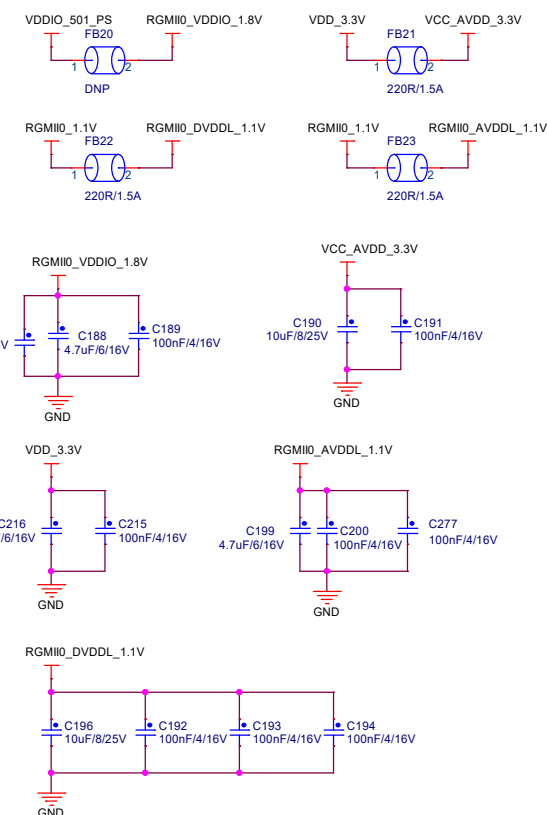 VDDIO_501_PS RGMII0_VDDIO_1.8V VDD_3.3V VCC_AVDD_3.3V
FB20 FB21
1 2 1 2
DNP 220R/1.5A
RGMII0_1.1V RGMII0_DVDDL_1.1V RGMII0_1.1V RGMII0_AVDDL_1.1V
FB22 FB23
1 2 1 2
220R/1.5A 220R/1.5A
RGMII0_VDDIO_1.8V
V
C188
4.7uF/6/16V
C189
100nF/4/16V
GND
VCC_AVDD_3.3V
C190
10uF/8/25V
C191
100nF/4/16V
GND
VDD_3.3V
C216
/6/16V
C215
100nF/4/16V
GND
RGMII0_AVDDL_1.1V
C199
4.7uF/6/16V
C200
100nF/4/16V
C277
100nF/4/16V
GND
RGMII0_DVDDL_1.1V
C196
10uF/8/25V
C192
100nF/4/16V
C193
100nF/4/16V
C194
100nF/4/16V
GND